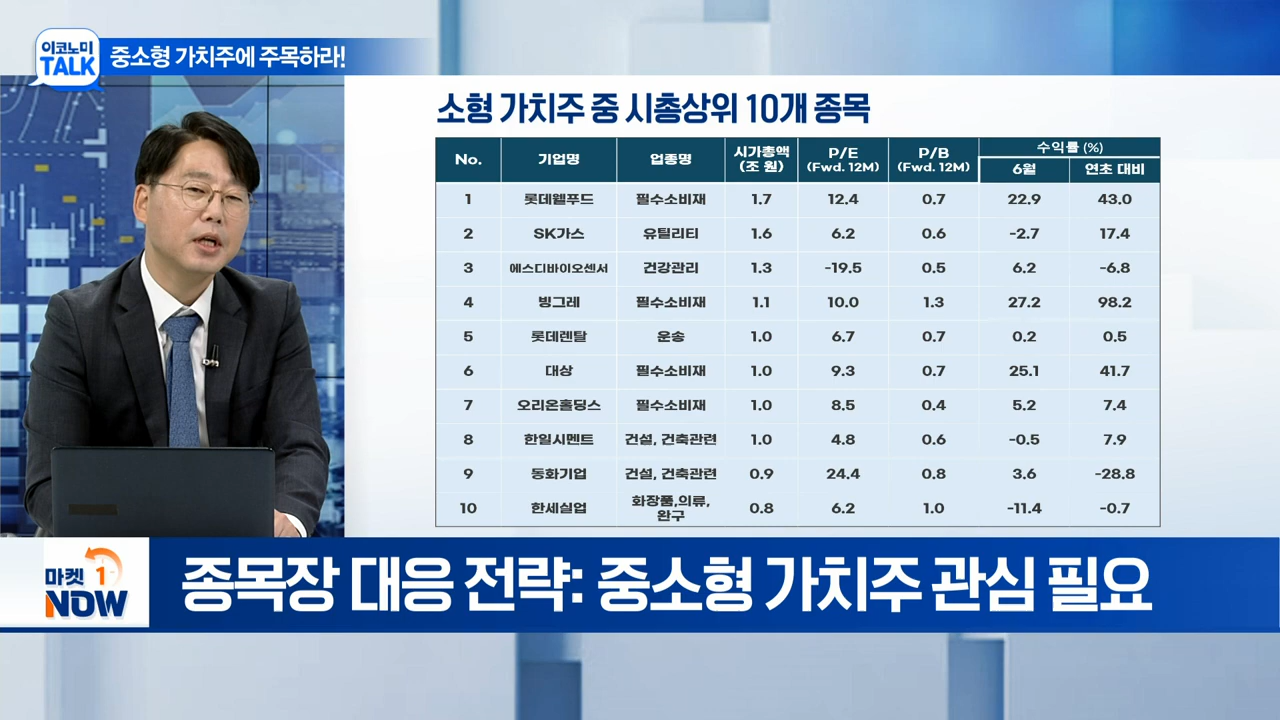 이코노미
TALK
중소형 가치주에 주목하라!
소형 가치주 중 시총상위 10개 종목
No. 기업명 업종명 시가총액 (조 원) P/E (Fwd. 12M) P/B (Fwd. 12M) 수익률 (%)
6월 연초 대비
1 롯데웰푸드 필수소비재 1.7 12.4 0.7 22.9 43.0
2 SK가스 유틸리티 1.6 6.2 0.6 -2.7 17.4
3 에스디바이오센서 건강관리 1.3 -19.5 0.5 6.2 -6.8
4 빙그레 필수소비재 1.1 10.0 1.3 27.2 98.2
5 롯데렌탈 운송 1.0 6.7 0.7 0.2 0.5
6 대상 필수소비재 1.0 9.3 0.7 25.1 41.7
7 오리온홀딩스 필수소비재 1.0 8.5 0.4 5.2 7.4
8 한일시멘트 건설, 건축관련 1.0 4.8 0.6 -0.5 7.9
9 동화기업 건설, 건축관련 0.9 24.4 0.8 3.6 -28.8
10 한세실업 화장품,의류, 완구 0.8 6.2 1.0 -11.4 -0.7
마켓 1
NOW
종목장 대응 전략: 중소형 가치주 관심 필요